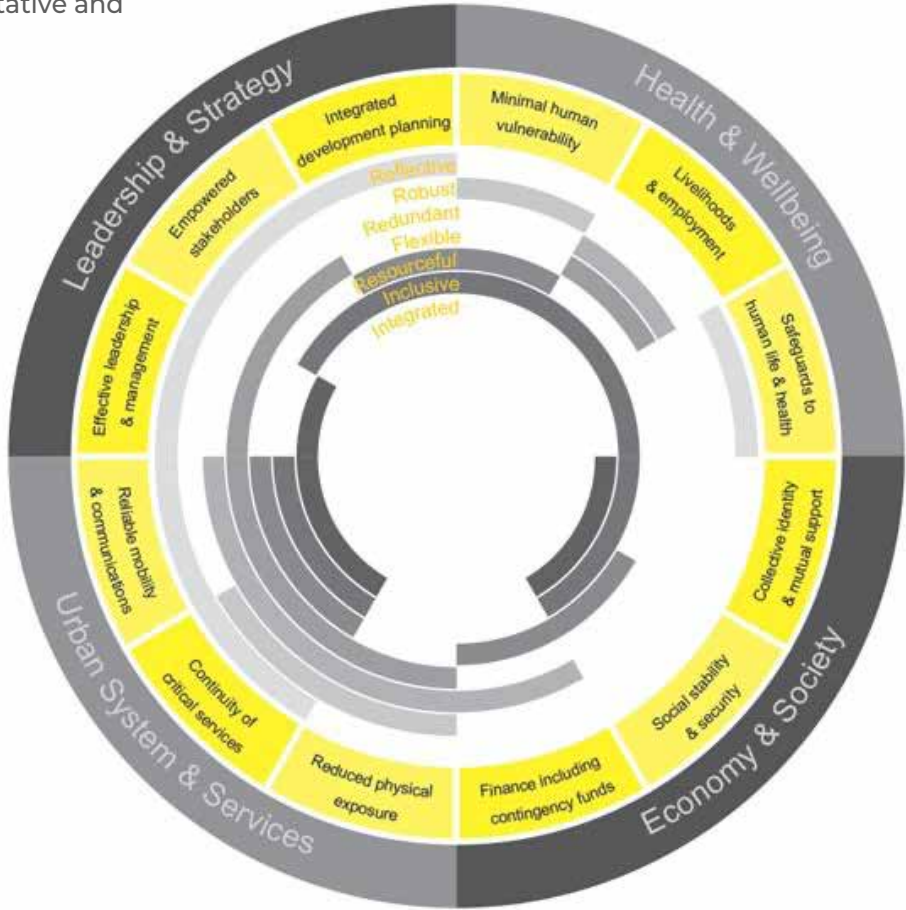 tative and
Leadership & Strategy
Health & Wellbeing
Economy & Society
Urban System & Services
Integrated
development planning
Minimal human
vulnerability
Livelihoods
& employment
Safeguards to
human life & health
Collective identity
& mutual support
Social stability
& security
Finance including
contingency funds
Reduced physical
exposure
Continuity of
critical services
Reliable mobility
& communications
Effective leadership
& management
Empowered
stakeholders
Reflective
Robust
Redundant
Flexible
Resourceful
Inclusive
Integrated